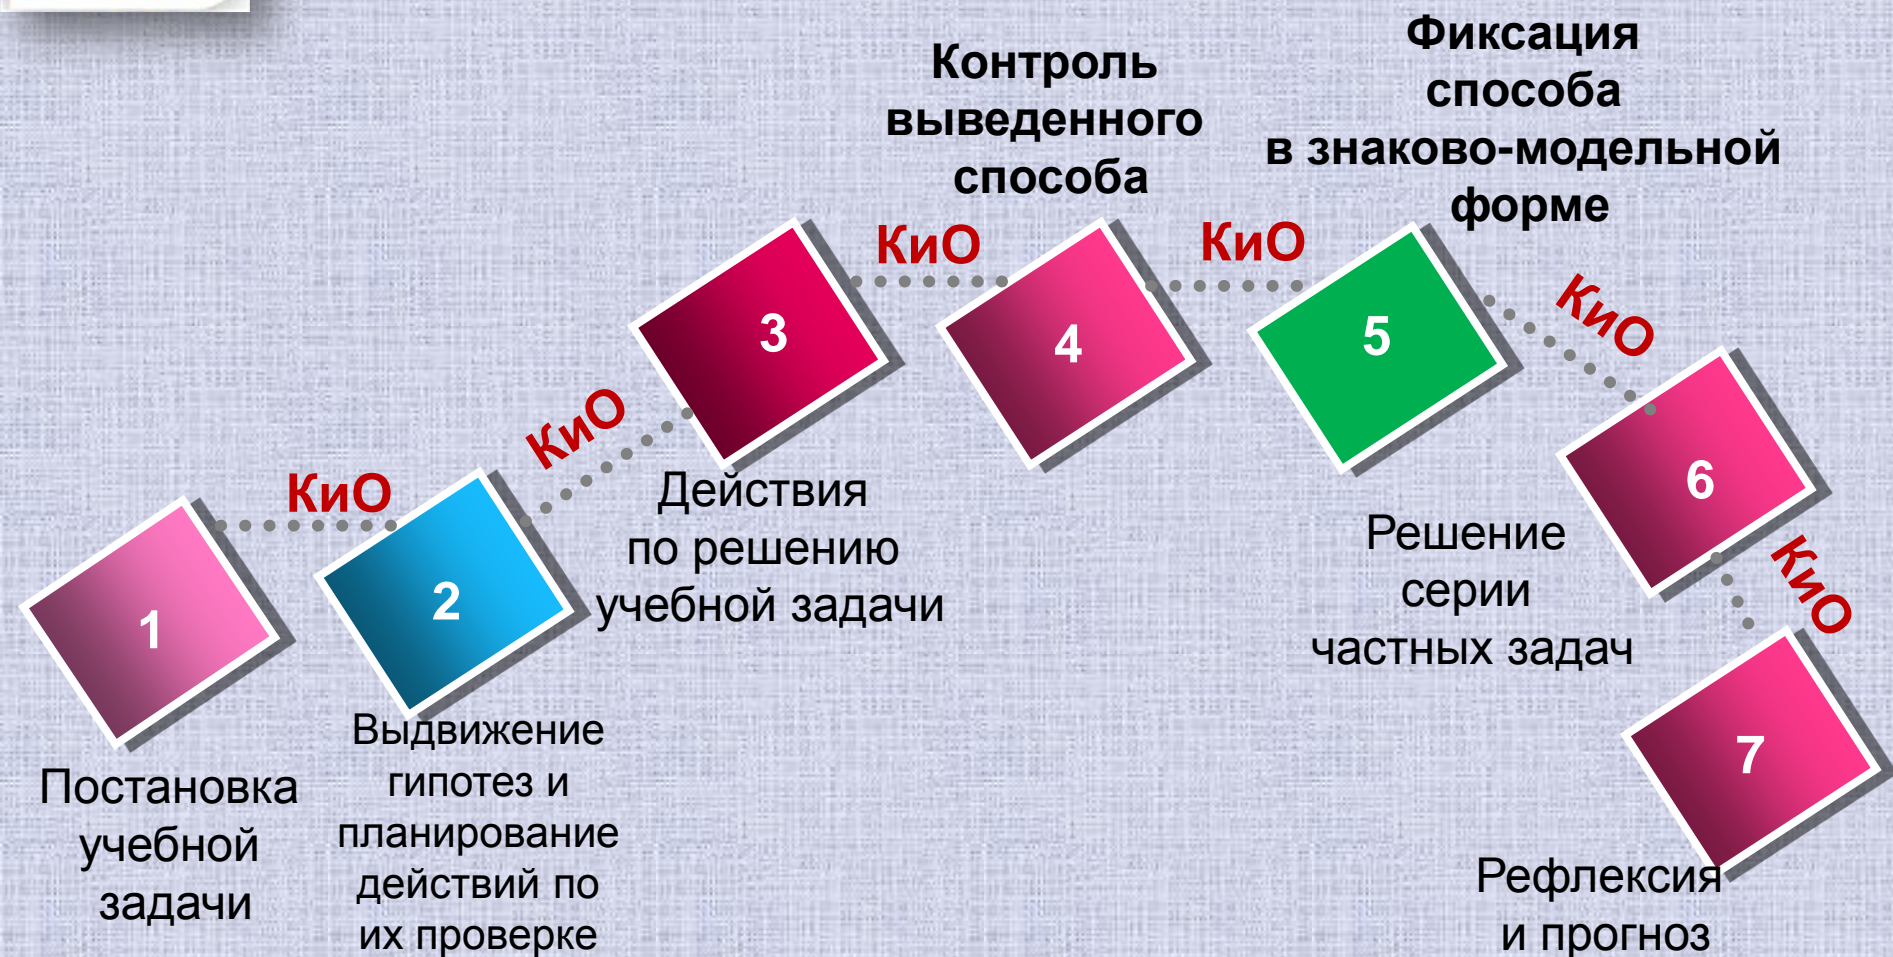 1
Постановка
учебной
задачи
КиО
2
Выдвижение
гипотез и
планирование
действий по
их проверке
КиО
3
Действия
по решению
учебной задачи
КиО
Контроль
выведенного
способа
4
КиО
Фиксация
способа
в знаково-модельной
форме
5
КиО
6
Решение
серии
частных задач
КиО
7
Рефлексия
и прогноз